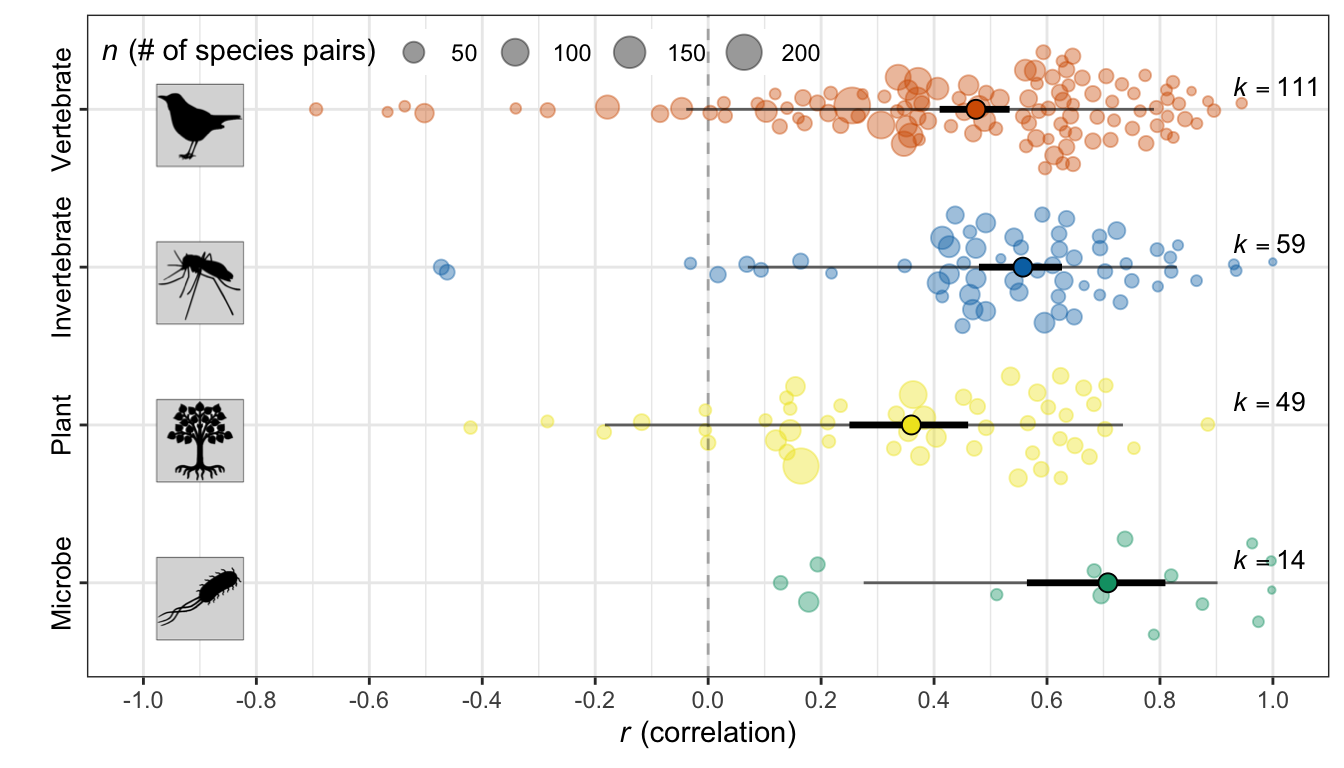 n (# of species pairs) 50 100 150 200
Vertebrate
k = 111
Invertebrate
k = 59
Plant
k = 49
Microbe
k = 14
-1.0 -0.8 -0.6 -0.4 -0.2 0.0 0.2 0.4 0.6 0.8 1.0
r (correlation)